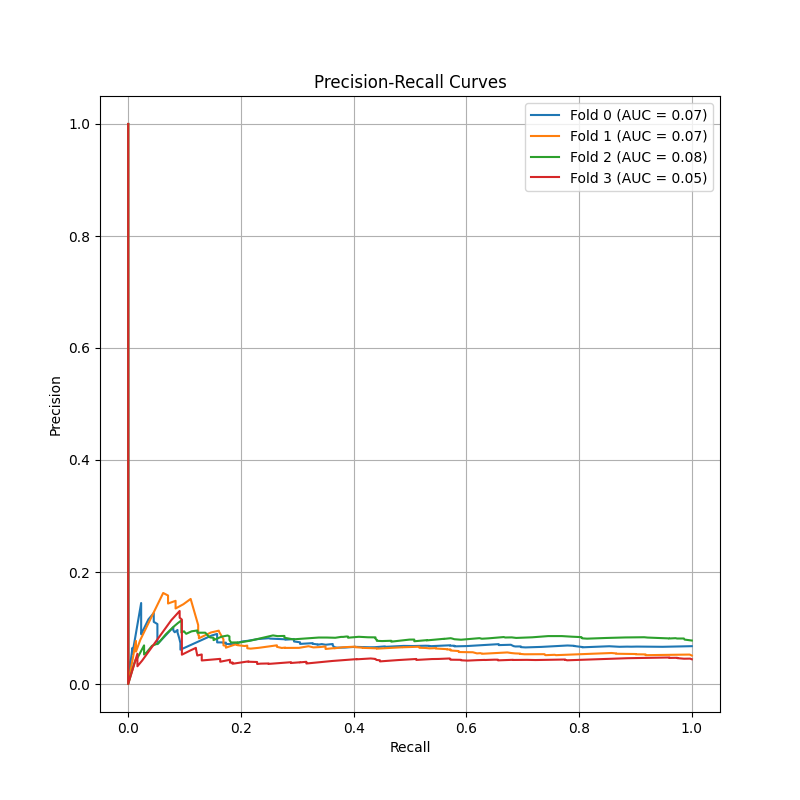 Precision-Recall Curves
Fold 0 (AUC = 0.07)
Fold 1 (AUC = 0.07)
Fold 2 (AUC = 0.08)
Fold 3 (AUC = 0.05)
Precision
1.0
0.8
0.6
0.4
0.2
0.0
0.0 0.2 0.4 0.6 0.8 1.0
Recall